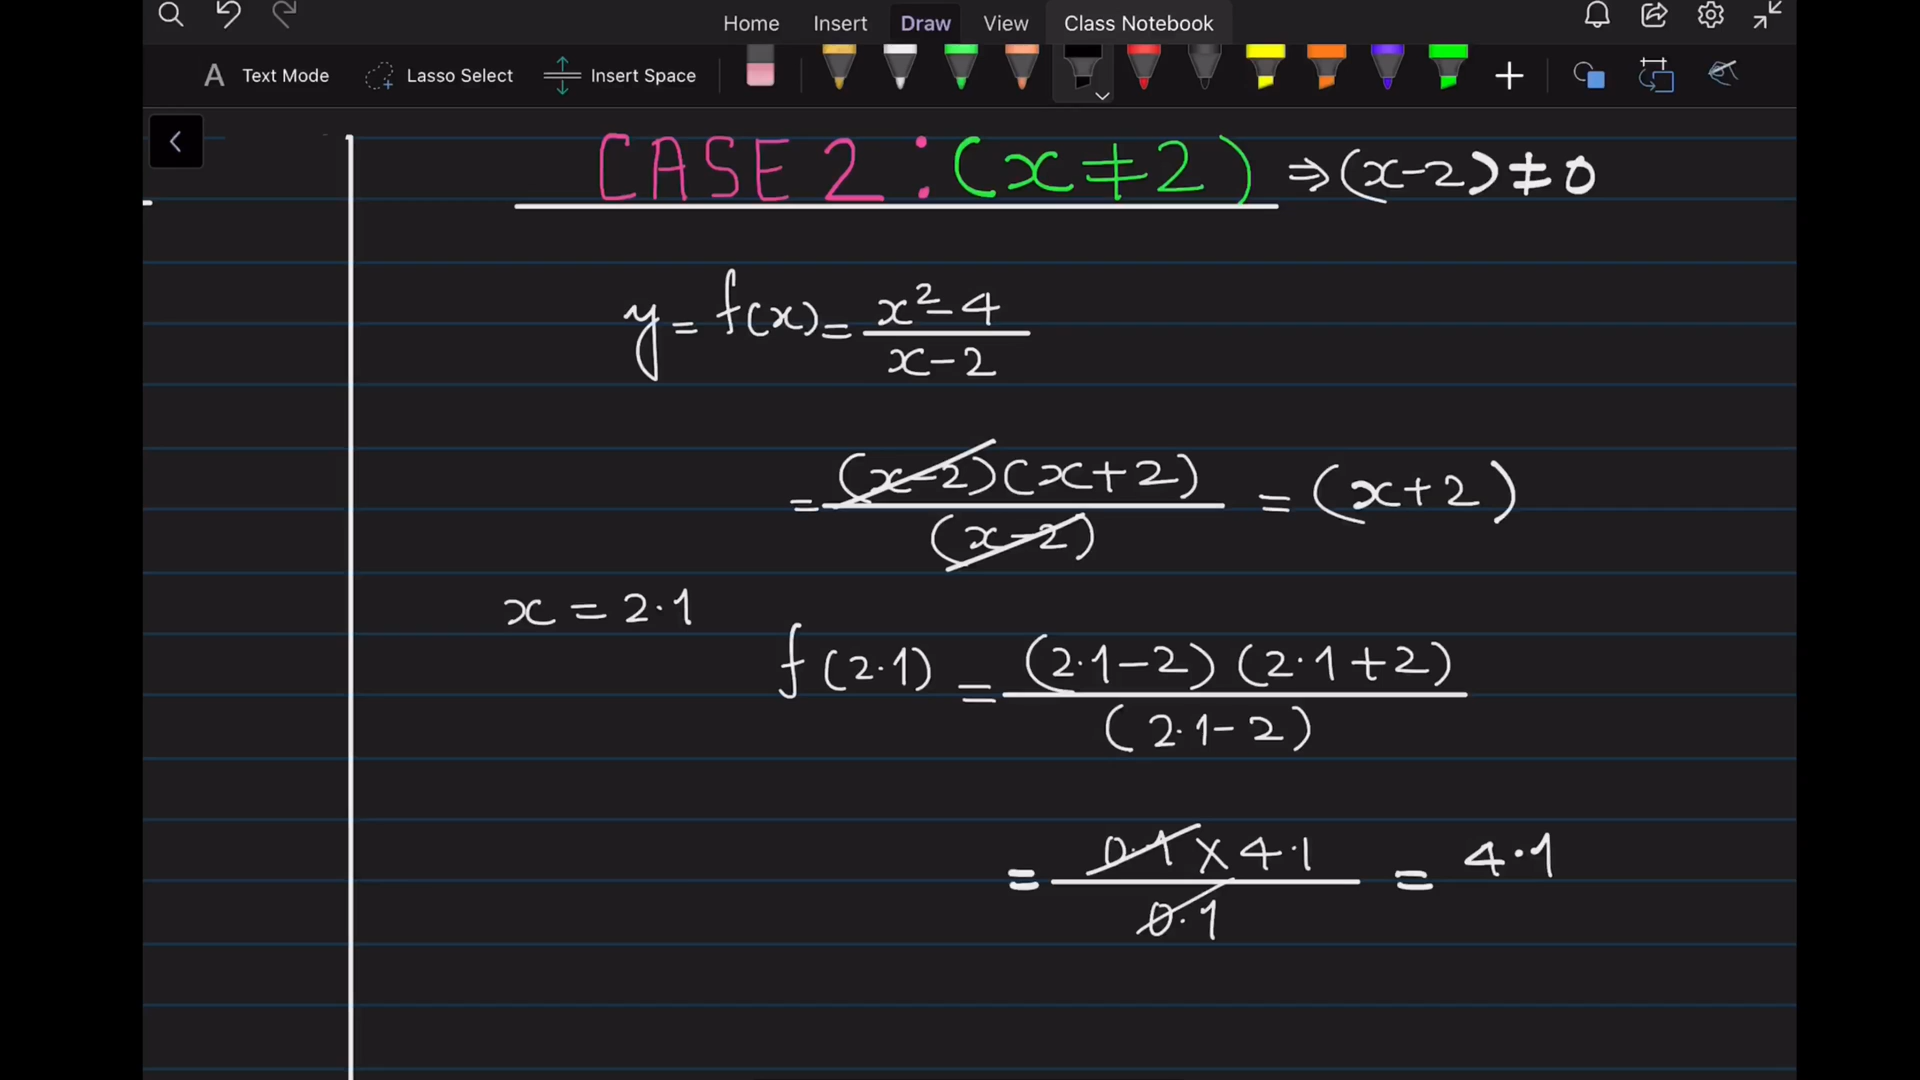 Home Insert Draw View Class Notebook
A Text Mode Lasso Select Insert Space
CASE 2 : (x ≠ 2) ⇒ (x-2) ≠ 0
y = f(x) = x²-4 / x-2
= (x-2)(x+2) / (x-2) = (x+2)
x = 2·1
f(2·1) = (2·1-2) (2·1+2) / (2·1-2)
= 0·1 x 4·1 / 0·1 = 4·1